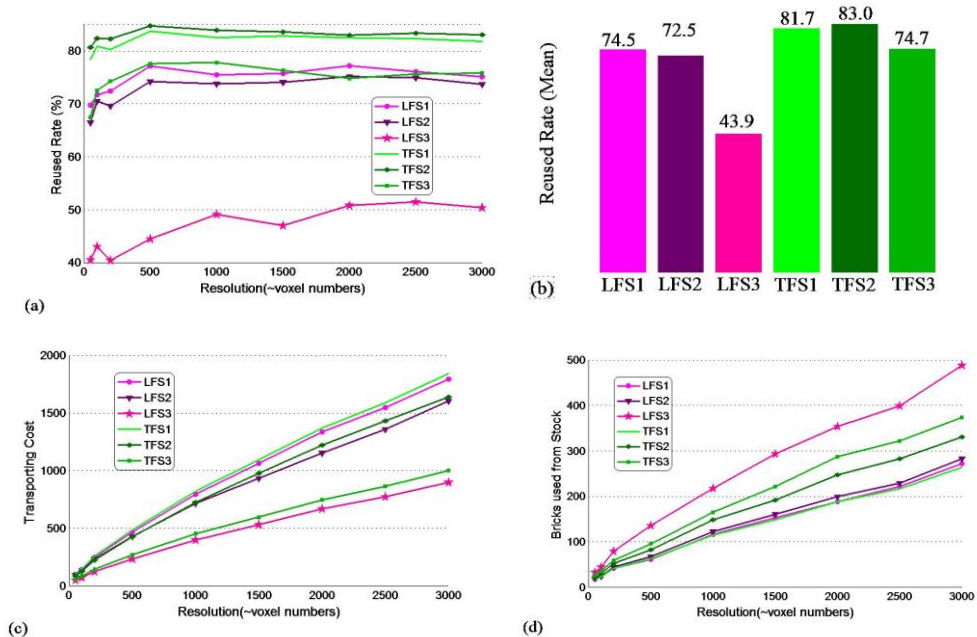 80
70
60
50
40
Reused Rate (%)
LFS1
LFS2
LFS3
TFS1
TFS2
TFS3
0 500 1000 1500 2000 2500 3000
Resolution(~voxel numbers)
(a)
Reused Rate (Mean)
74.5 72.5 43.9 81.7 83.0 74.7
LFS1 LFS2 LFS3 TFS1 TFS2 TFS3
(b)
2000
1500
1000
500
0
Transporting Cost
LFS1
LFS2
LFS3
TFS1
TFS2
TFS3
0 500 1000 1500 2000 2500 3000
Resolution(~voxel numbers)
(c)
500
400
300
200
100
0
Bricks used from Stock
LFS1
LFS2
LFS3
TFS1
TFS2
TFS3
0 500 1000 1500 2000 2500 3000
Resolution(~voxel numbers)
(d)